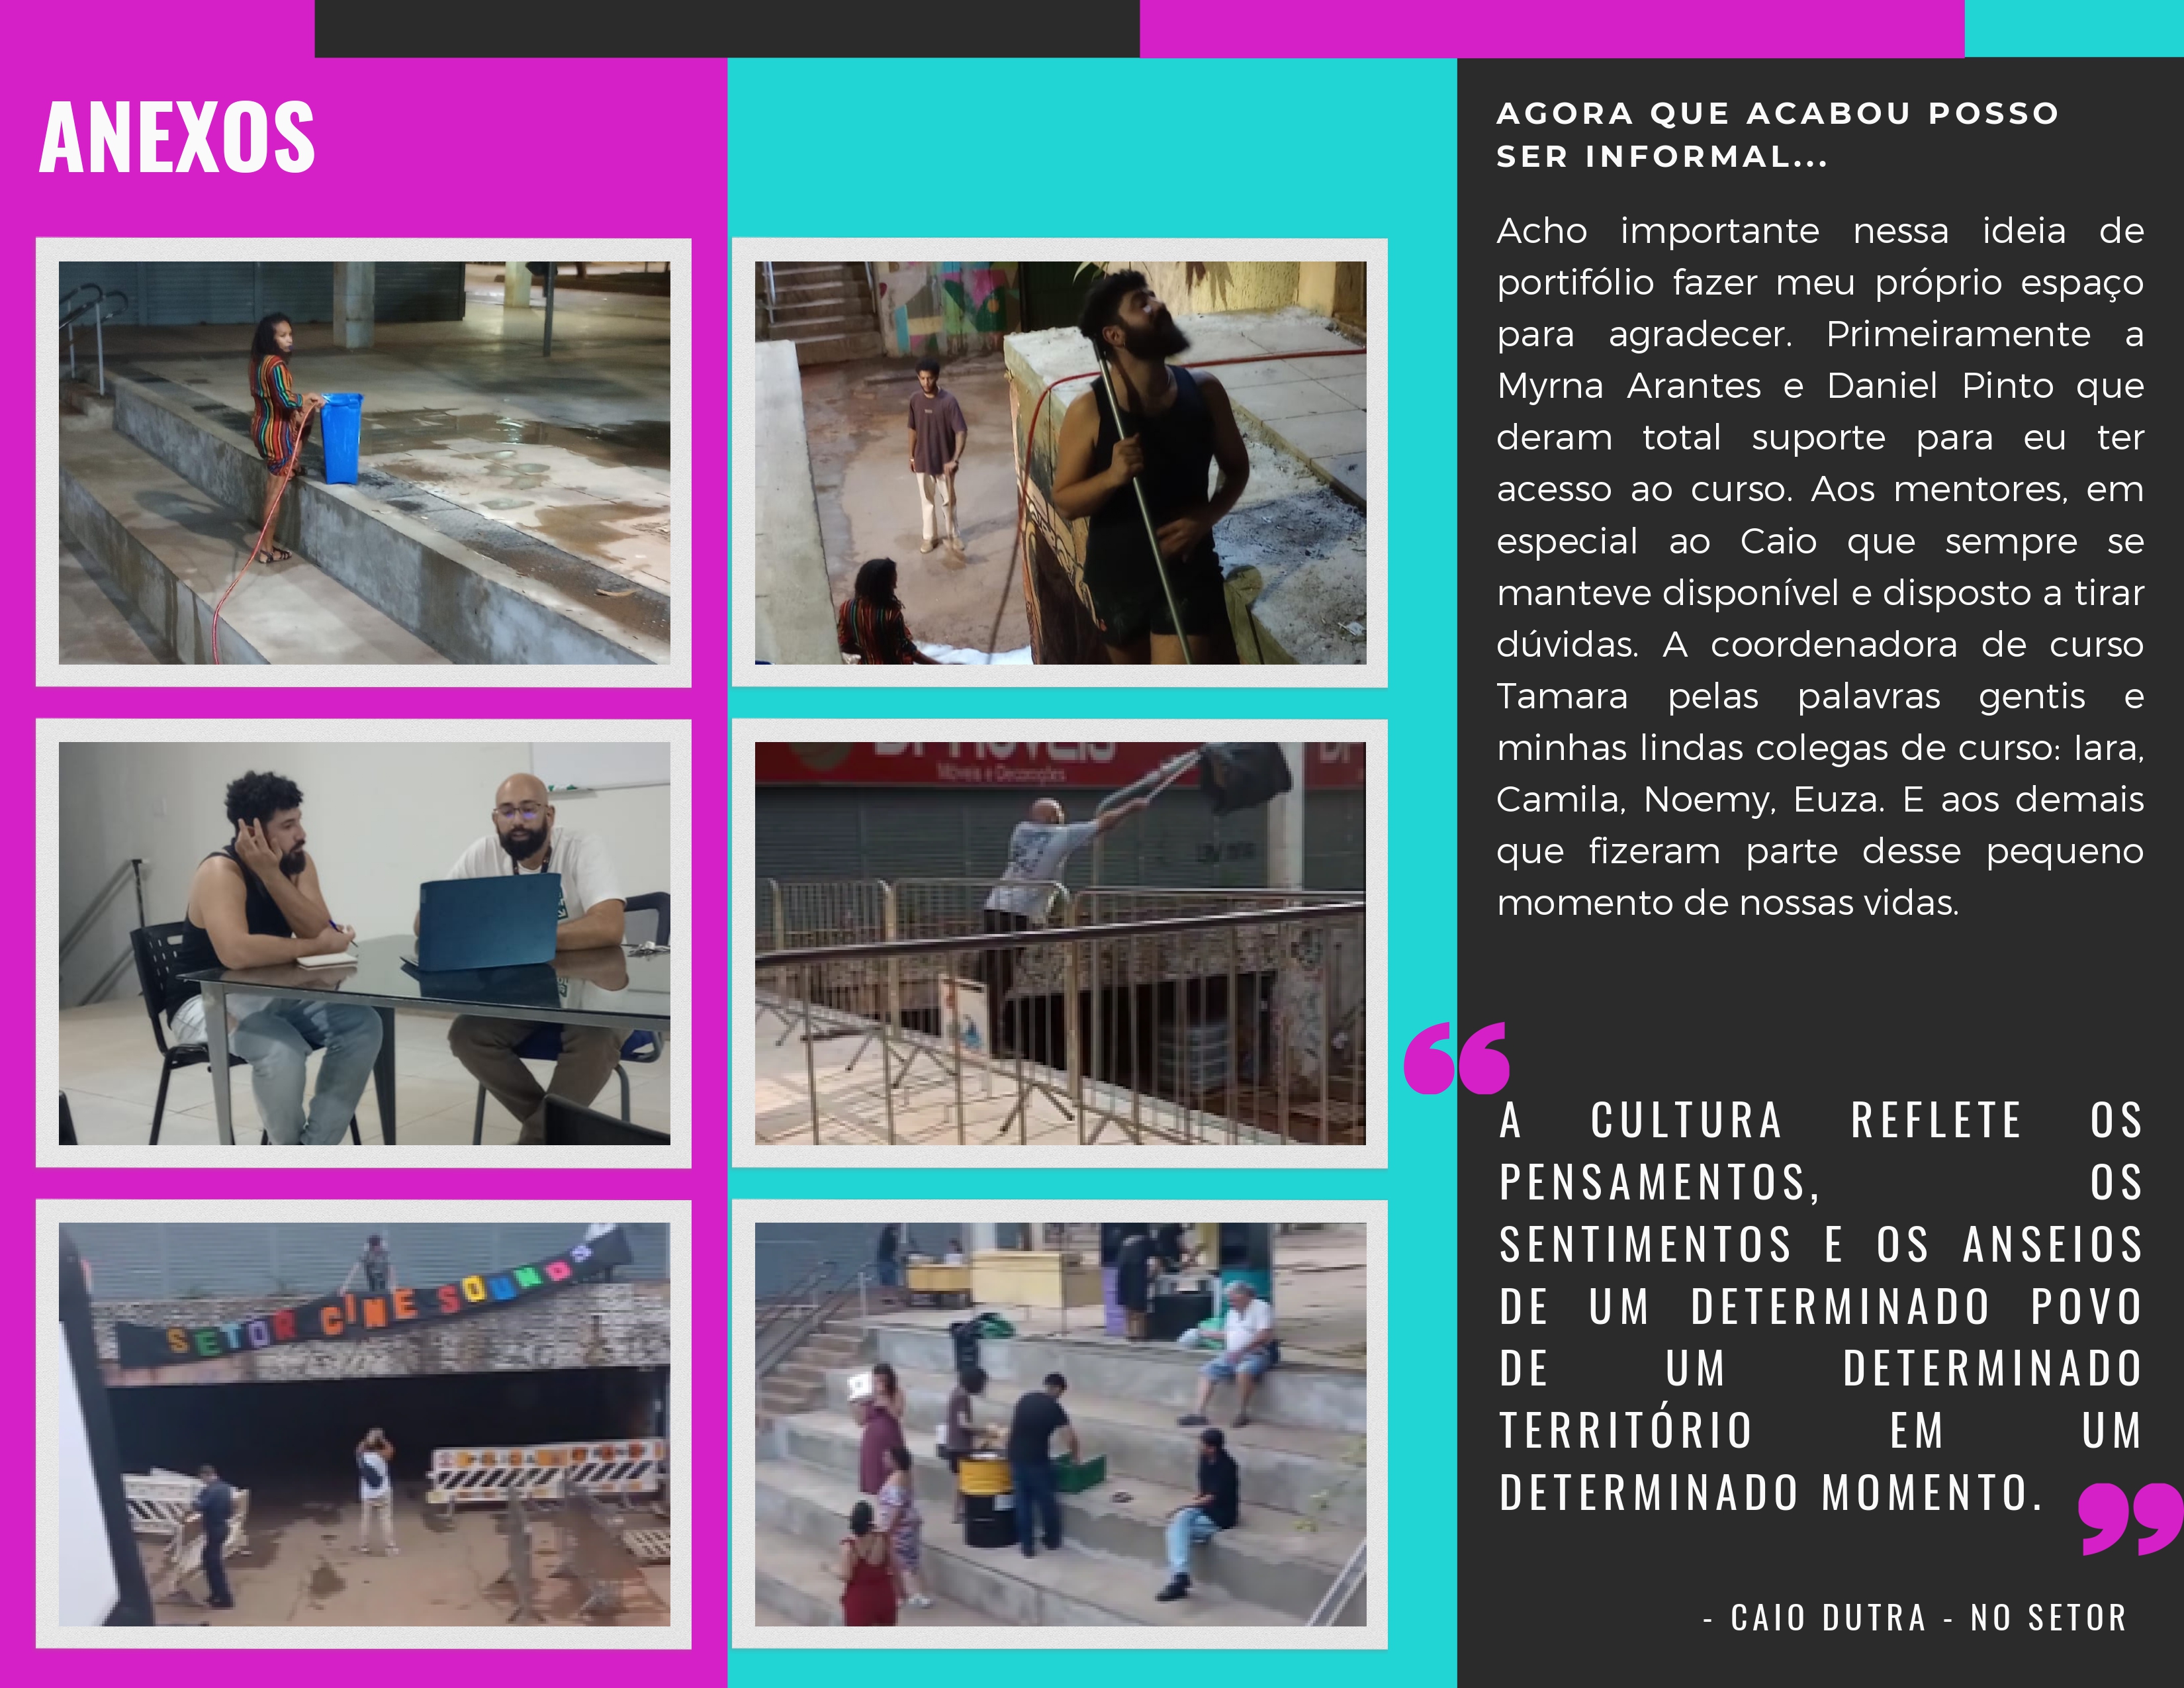 ANEXOS
Móveis e Decorações
SETOR CINE SOUNDS
AGORA QUE ACABOU POSSO
SER INFORMAL...
Acho importante nessa ideia de
portifólio fazer meu próprio espaço
para agradecer. Primeiramente a
Myrna Arantes e Daniel Pinto que
deram total suporte para eu ter
acesso ao curso. Aos mentores, em
especial ao Caio que sempre se
manteve disponível e disposto a tirar
dúvidas. A coordenadora de curso
Tamara pelas palavras gentis e
minhas lindas colegas de curso: Iara,
Camila, Noemy, Euza. E aos demais
que fizeram parte desse pequeno
momento de nossas vidas.
“
A CULTURA REFLETE OS
PENSAMENTOS, OS
SENTIMENTOS E OS ANSEIOS
DE UM DETERMINADO POVO
DE UM DETERMINADO
TERRITÓRIO EM UM
DETERMINADO MOMENTO. ”
- CAIO DUTRA - NO SETOR